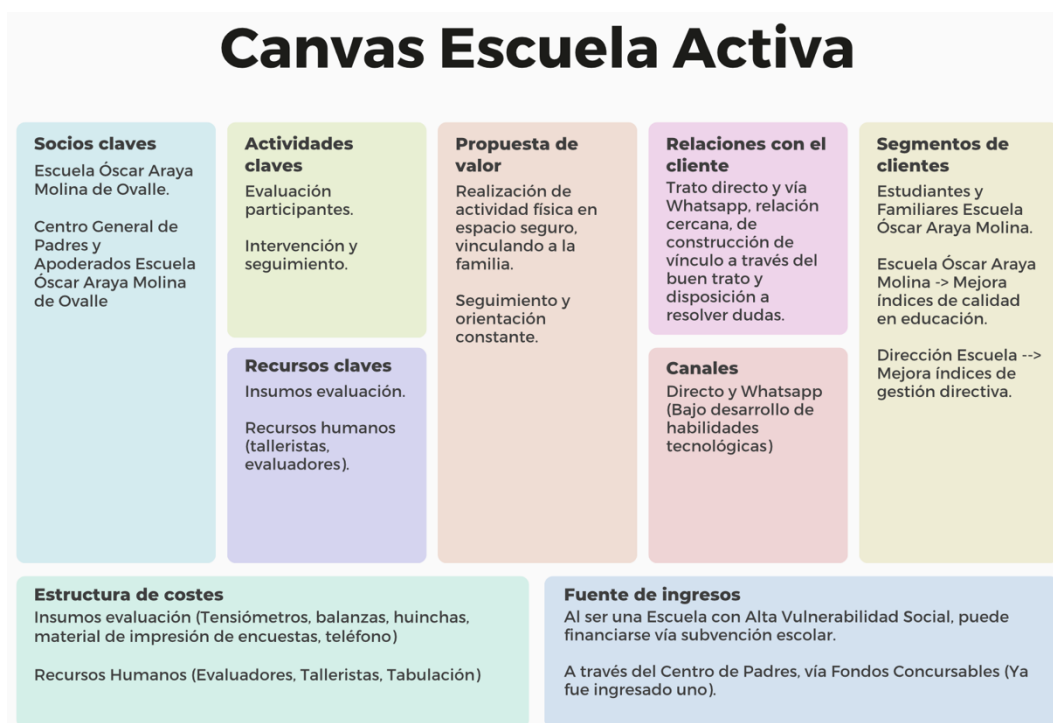 Canvas Escuela Activa
Socios claves
Escuela Óscar Araya
Molina de Ovalle.
Centro General de
Padres y
Apoderados Escuela
Óscar Araya Molina
de Ovalle
Actividades
claves
Evaluación
participantes.
Intervención y
seguimiento.
Recursos claves
Insumos evaluación.
Recursos humanos
(talleristas,
evaluadores).
Propuesta de
valor
Realización de
actividad física en
espacio seguro,
vinculando a la
familia.
Seguimiento y
orientación
constante.
Relaciones con el
cliente
Trato directo y vía
Whatsapp, relación
cercana, de
construcción de
vínculo a través del
buen trato y
disposición a
resolver dudas.
Canales
Directo y Whatsapp
(Bajo desarrollo de
habilidades
tecnológicas)
Segmentos de
clientes
Estudiantes y
Familiares Escuela
Óscar Araya Molina.
Escuela Óscar Araya
Molina -> Mejora
índices de calidad
en educación.
Dirección Escuela -->
Mejora índices de
gestión directiva.
Estructura de costes
Insumos evaluación (Tensiómetros, balanzas, huinchas,
material de impresión de encuestas, teléfono)
Recursos Humanos (Evaluadores, Talleristas, Tabulación)
Fuente de ingresos
Al ser una Escuela con Alta Vulnerabilidad Social, puede
financiarse vía subvención escolar.
A través del Centro de Padres, vía Fondos Concursables (Ya
fue ingresado uno).